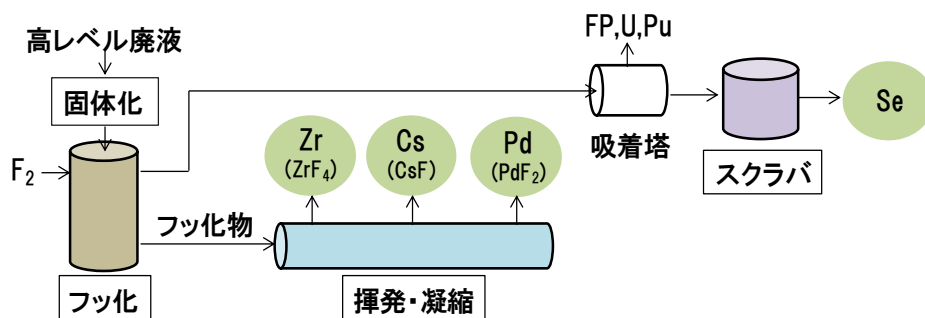 高レベル廃液
固体化
F2
フッ化
フッ化物
Zr
(ZrF4)
Cs
(CsF)
Pd
(PdF2)
揮発・凝縮
FP,U,Pu
吸着塔
スクラバ
Se